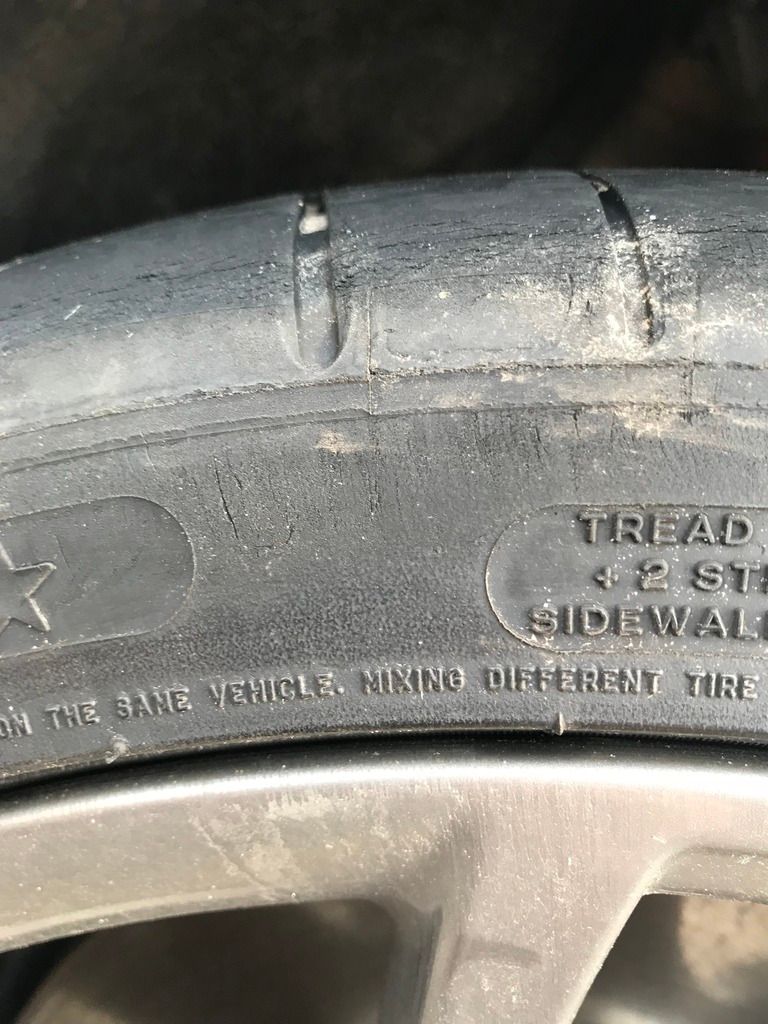 TREAD
+ 2 ST
SIDEWAL
ON THE SAME VEHICLE. MIXING DIFFERENT TIRE